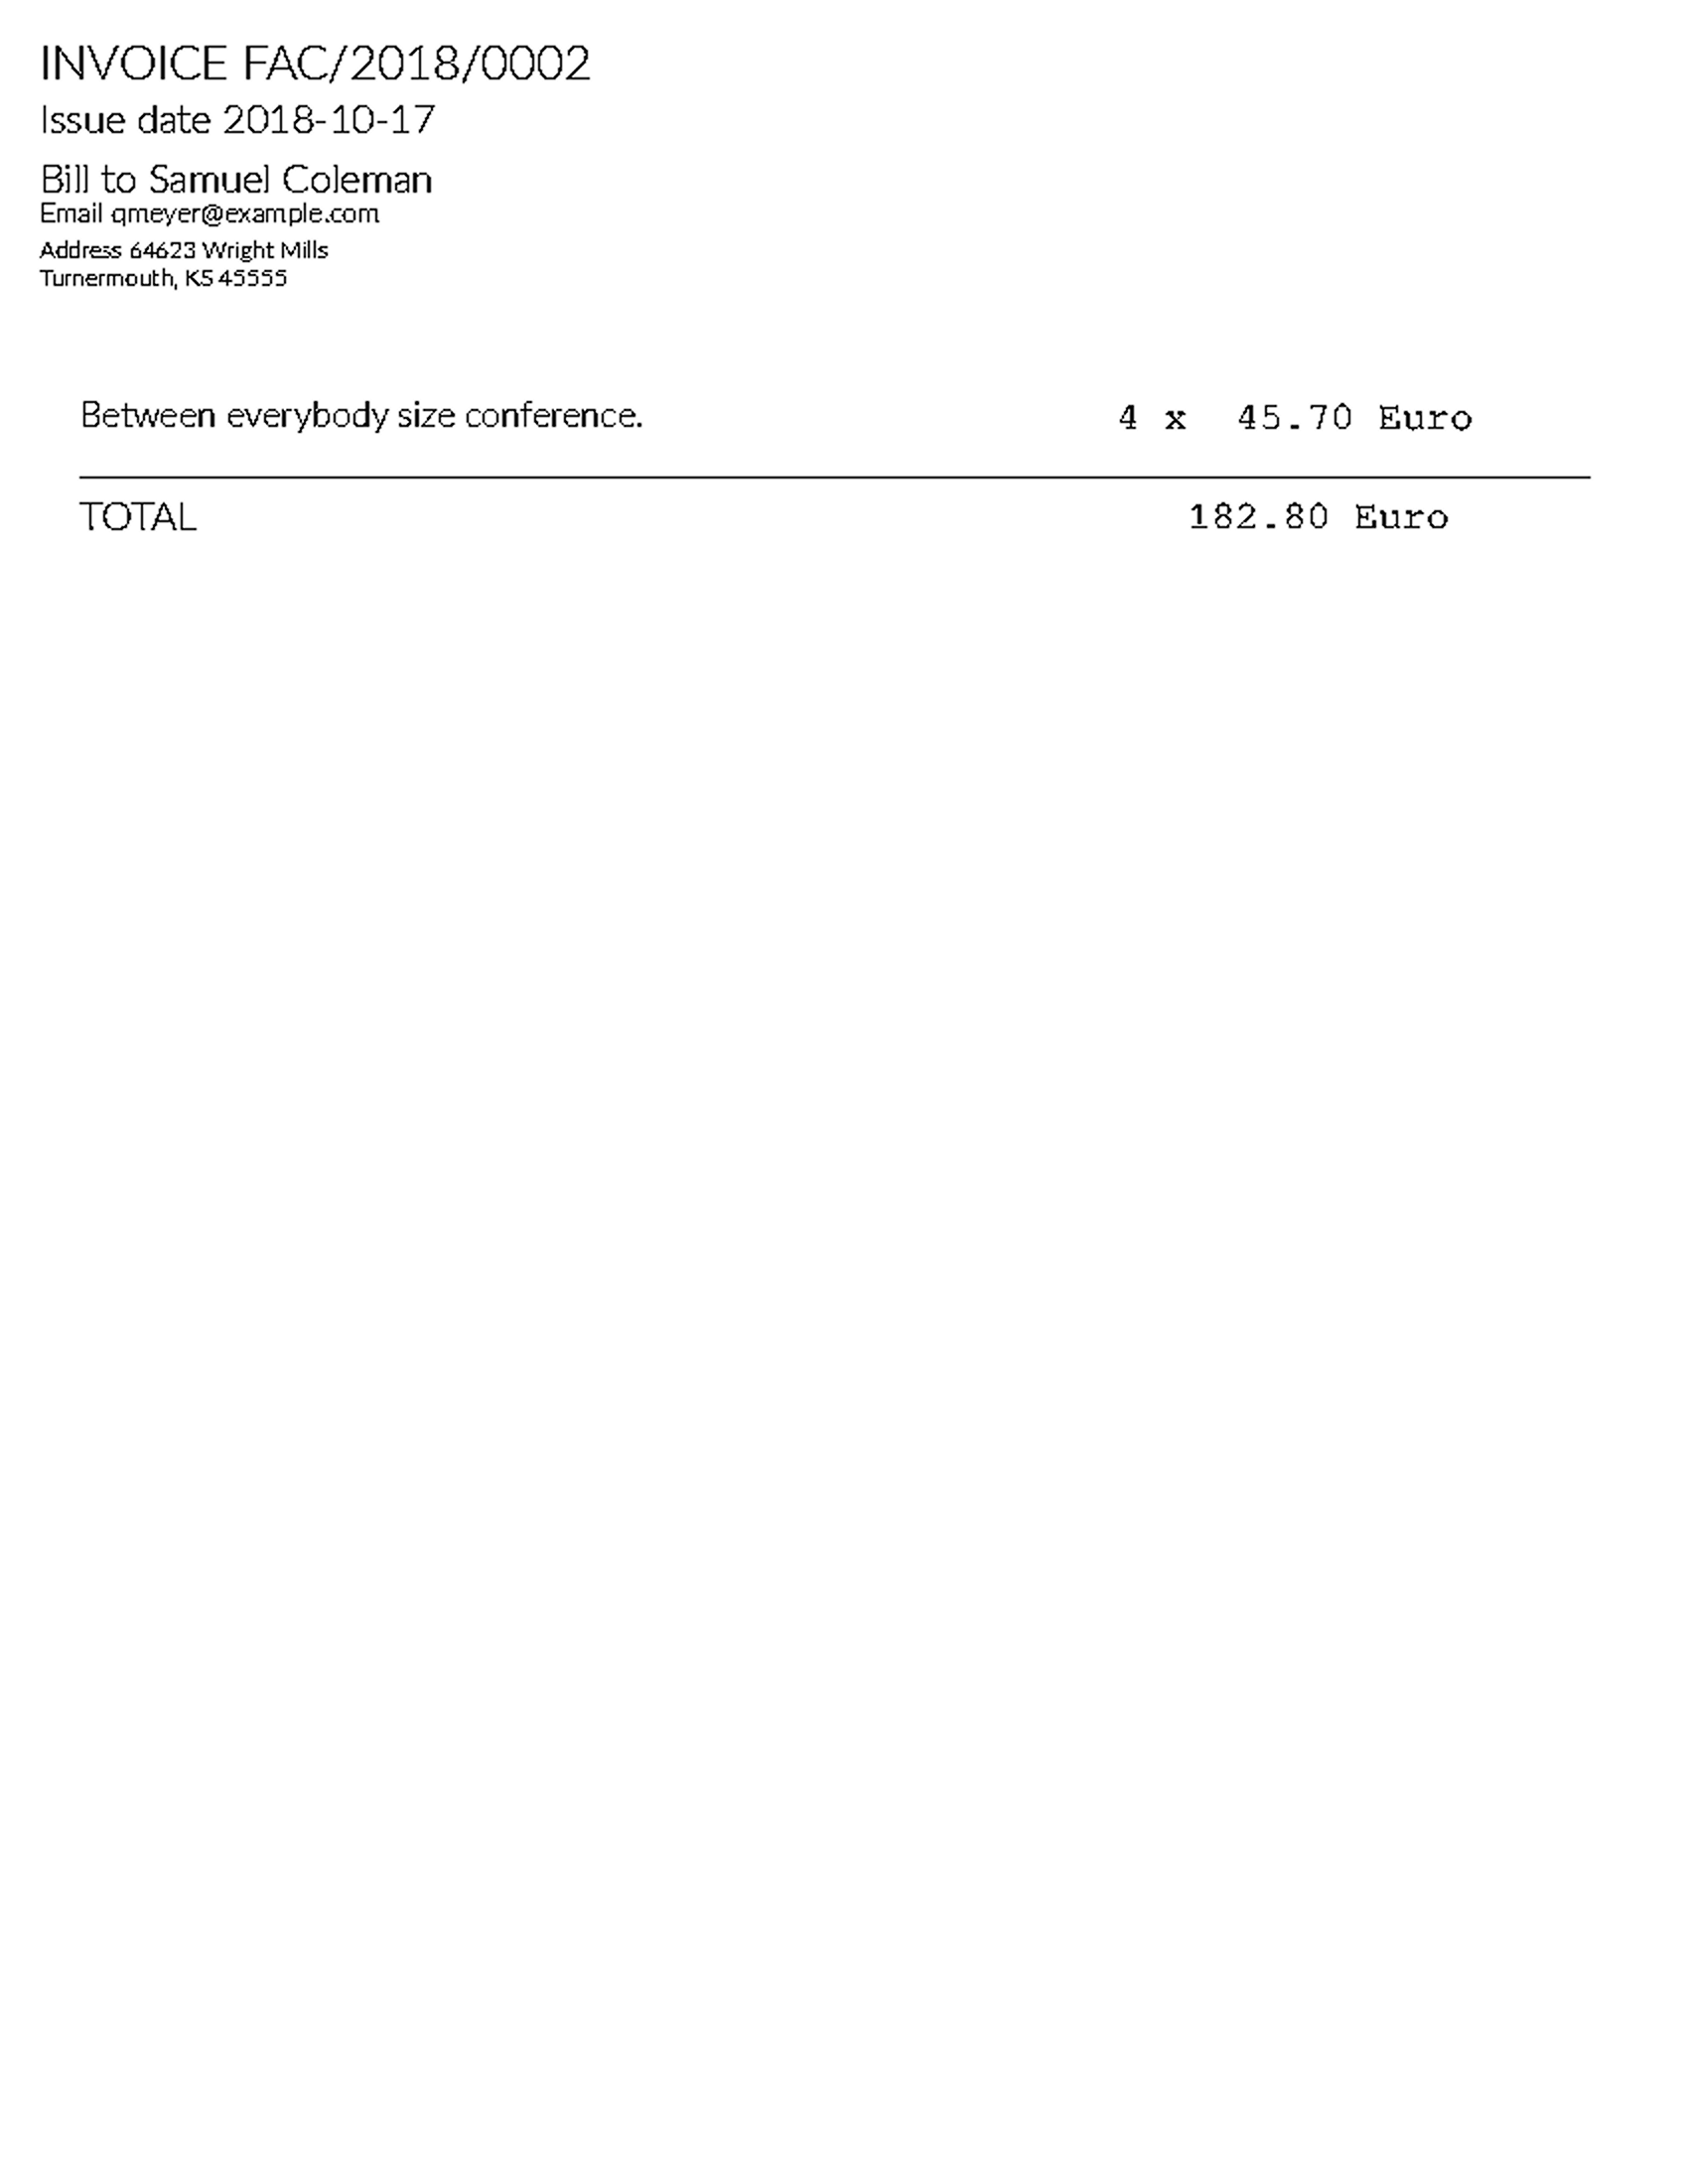 INVOICE FAC/2018/0002
Issue date 2018-10-17
Bill to Samuel Coleman
Email qmeyer@example.com
Address 64623 Wright Mills
Turnermouth, KS 45555
Between everybody size conference. 4 x 45.70 Euro
TOTAL 182.80 Euro